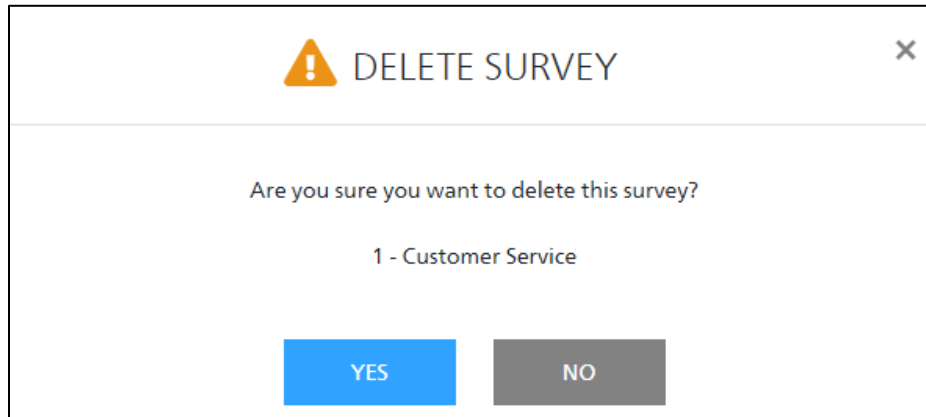 DELETE SURVEY
Are you sure you want to delete this survey?
1 - Customer Service
YES
NO